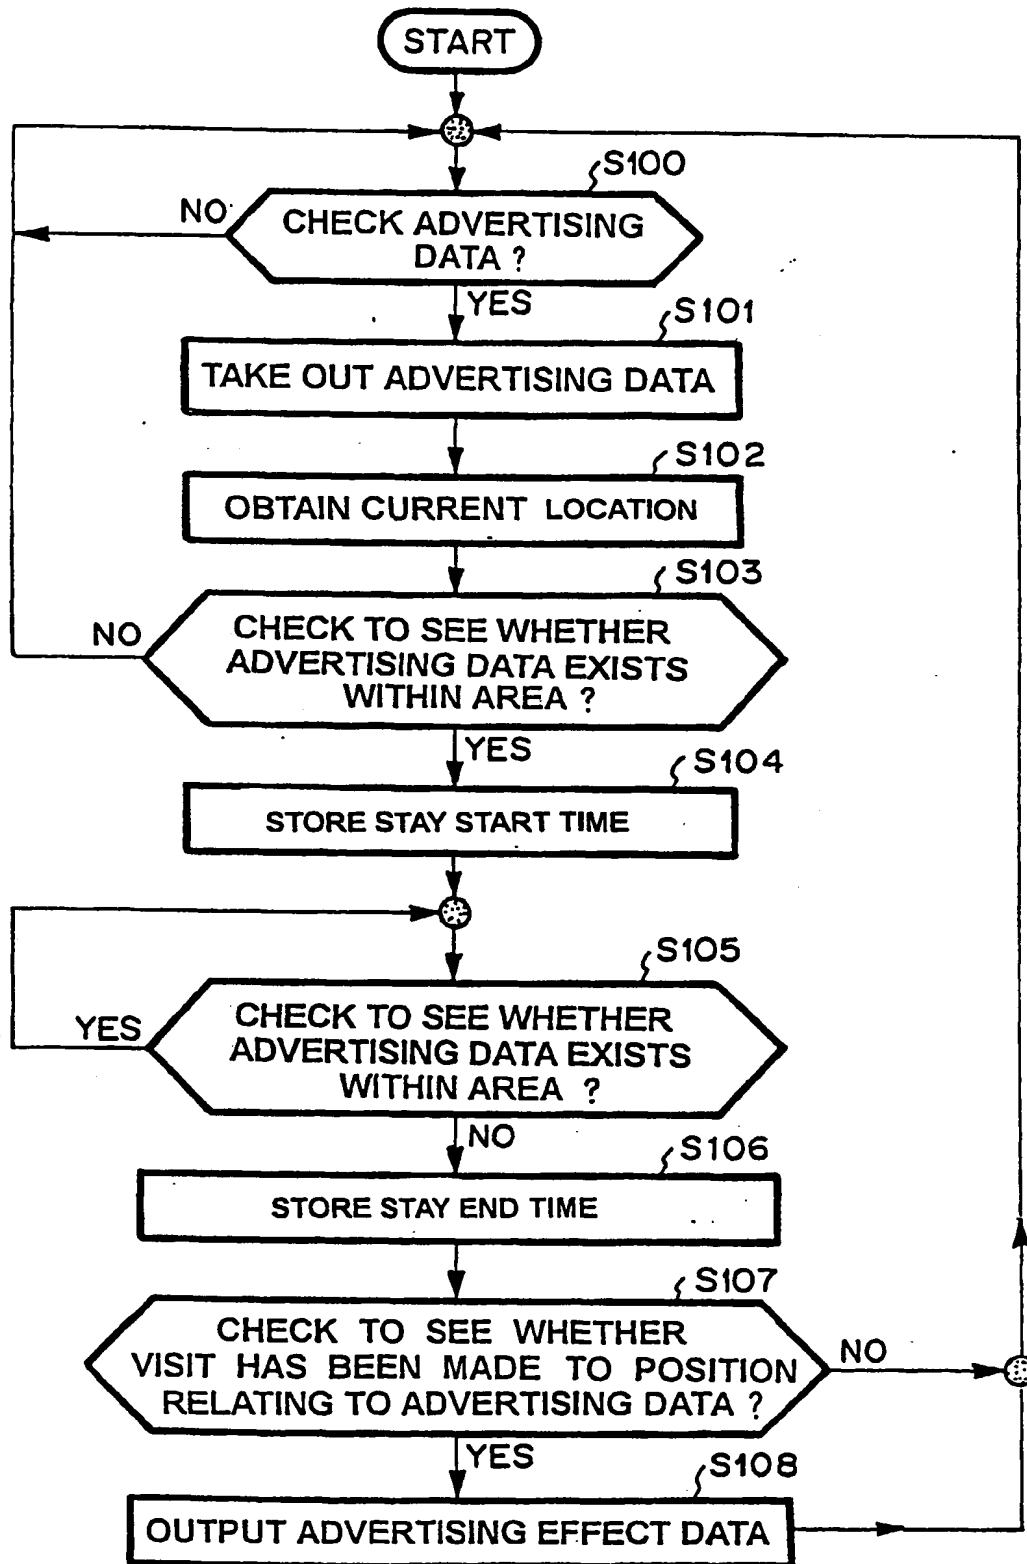 START
S100
NO
CHECK ADVERTISING
DATA ?
YES
S101
TAKE OUT ADVERTISING DATA
S102
OBTAIN CURRENT LOCATION
S103
NO
CHECK TO SEE WHETHER
ADVERTISING DATA EXISTS
WITHIN AREA ?
YES
S104
STORE STAY START TIME
S105
YES
CHECK TO SEE WHETHER
ADVERTISING DATA EXISTS
WITHIN AREA ?
NO
S106
STORE STAY END TIME
S107
CHECK TO SEE WHETHER
VISIT HAS BEEN MADE TO POSITION
RELATING TO ADVERTISING DATA ?
NO
YES
S108
OUTPUT ADVERTISING EFFECT DATA